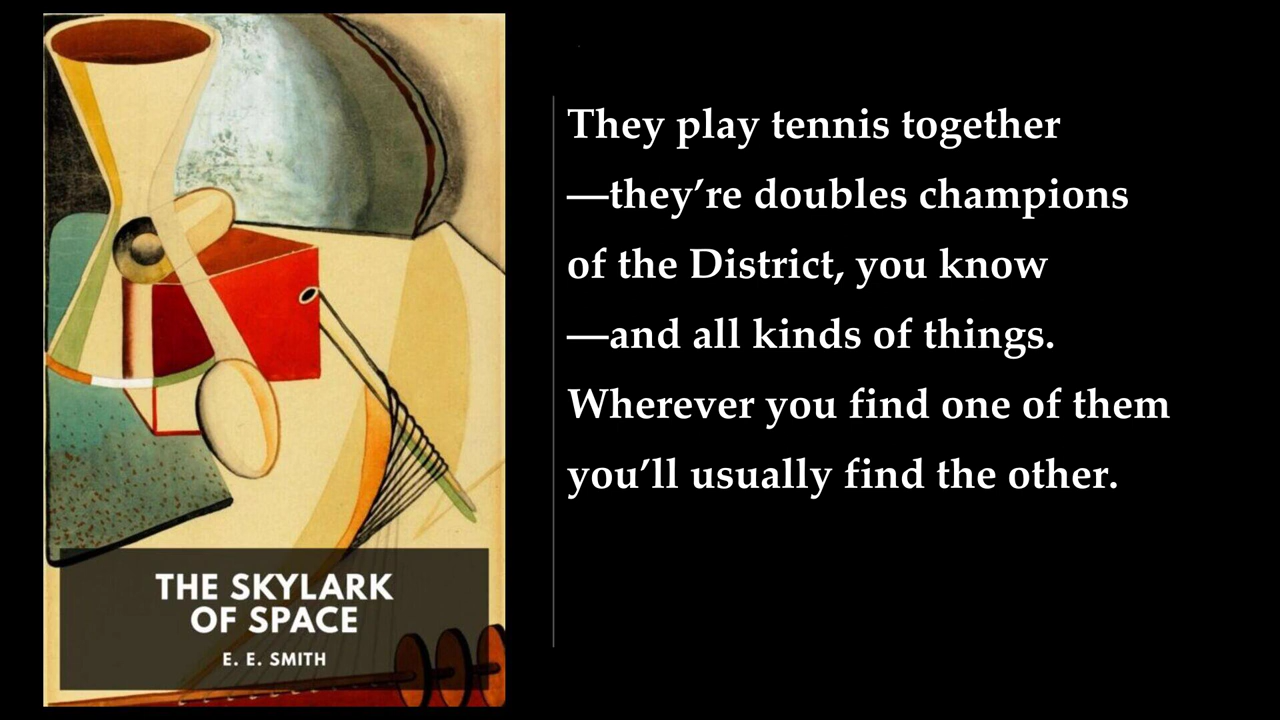 THE SKYLARK
OF SPACE
E. E. SMITH
They play tennis together
—they’re doubles champions
of the District, you know
—and all kinds of things.
Wherever you find one of them
you’ll usually find the other.